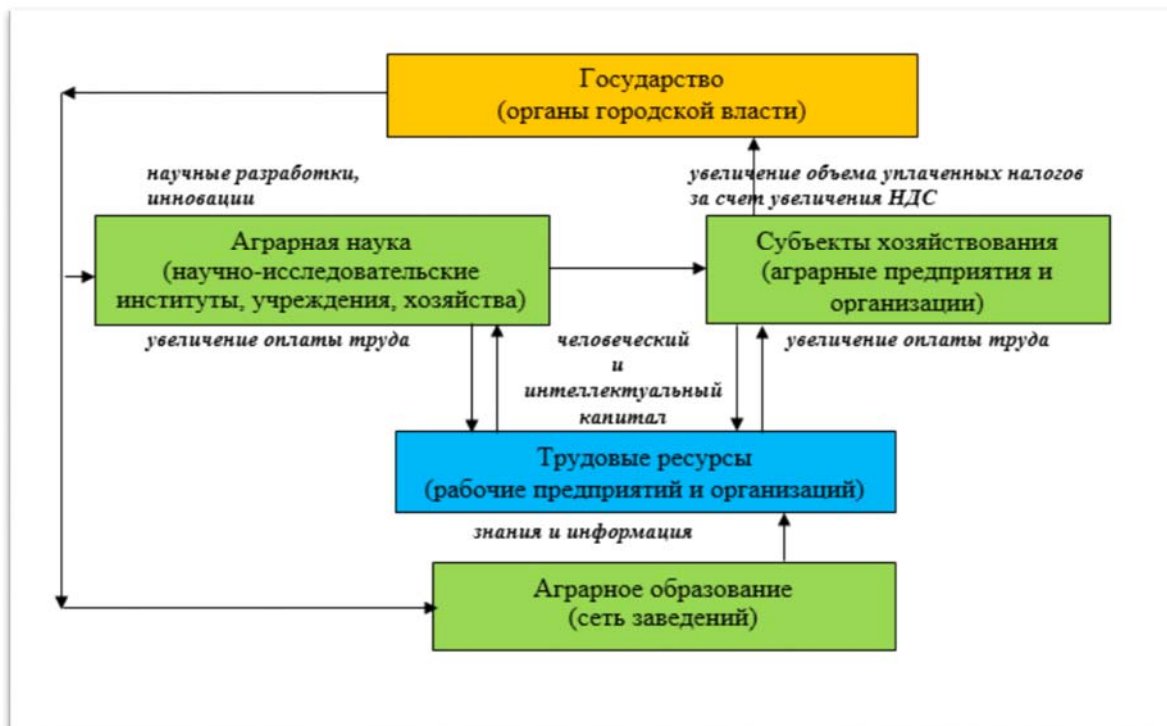 Государство
(органы городской власти)
научные разработки,
инновации
увеличение объема уплаченных налогов
за счет увеличения НДС
Аграрная наука
(научно-исследовательские
институты, учреждения, хозяйства)
Субъекты хозяйствования
(аграрные предприятия и
организации)
увеличение оплаты труда
человеческий
и
интеллектуальный
капитал
увеличение оплаты труда
Трудовые ресурсы
(рабочие предприятий и организаций)
знания и информация
Аграрное образование
(сеть заведений)